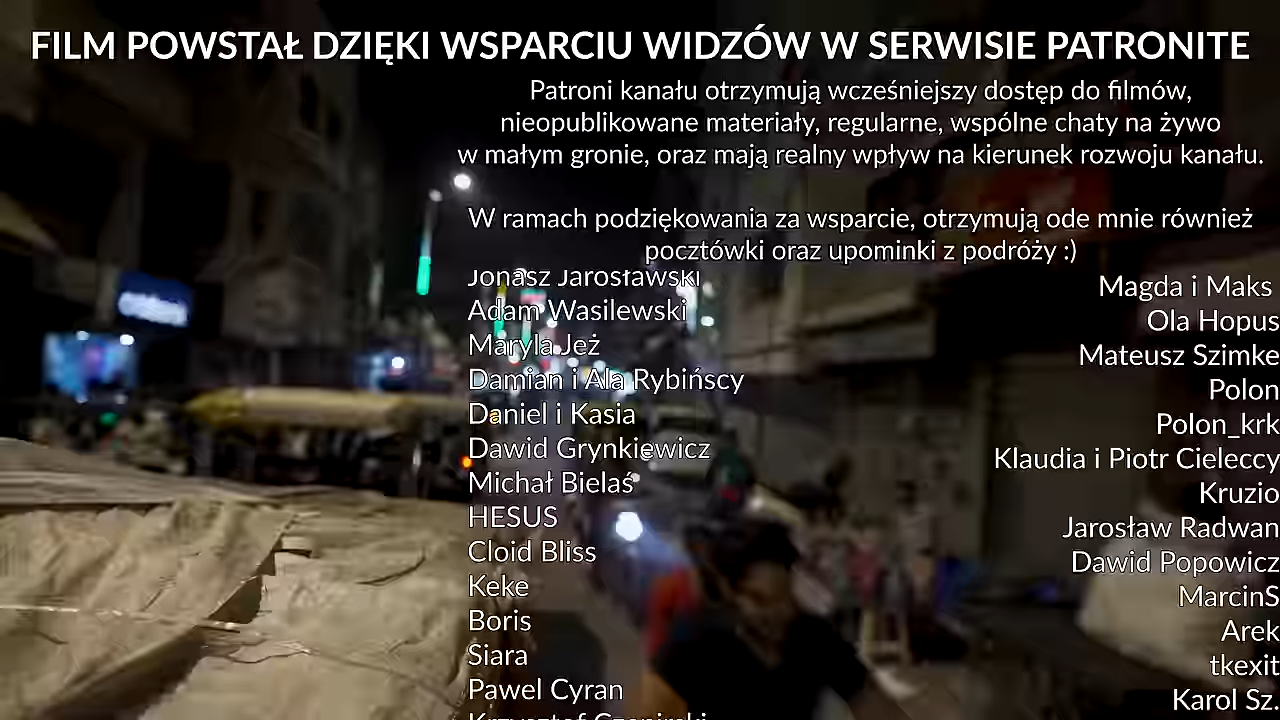 FILM POWSTAŁ DZIĘKI WSPARCIU WIDZÓW W SERWISIE PATRONITE
Patroni kanału otrzymują wcześniejszy dostęp do filmów,
nieopublikowane materiały, regularne, wspólne chaty na żywo
w małym gronie, oraz mają realny wpływ na kierunek rozwoju kanału.
W ramach podziękowania za wsparcie, otrzymują ode mnie również
pocztówki oraz upominki z podróży :)
Jonasz Jarosławski
Adam Wasilewski
Maryla Jeż
Damian i Ala Rybińscy
Daniel i Kasia
Dawid Grynkiewicz
Michał Bielaś
HESUS
Cloid Bliss
Keke
Boris
Siara
Pawel Cyran
Magda i Maks
Ola Hopus
Mateusz Szimke
Polon
Polon_krk
Klaudia i Piotr Cieleccy
Kruzio
Jarosław Radwan
Dawid Popowicz
MarcinS
Arek
tkexit
Karol Sz.